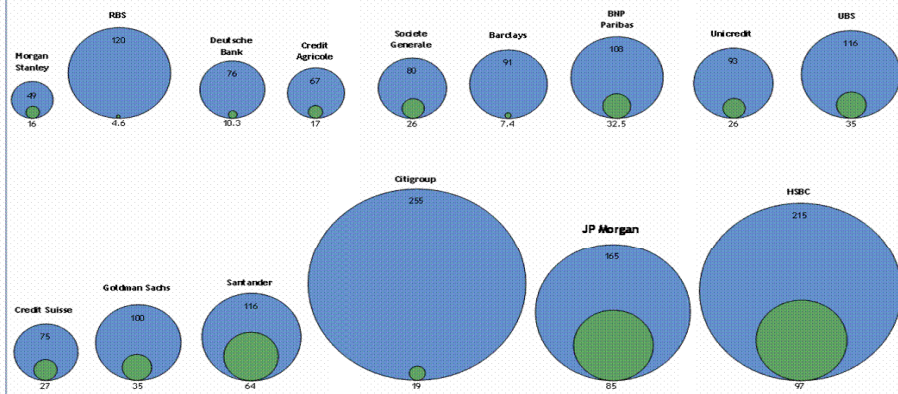 RBS
120
4.6
Morgan
Stanley
49
16
Deutsche
Bank
76
10.3
Credit
Agricole
67
17
Societe
Generale
80
26
Barclays
91
7.4
BNP
Paribas
108
32.5
Unicredit
93
26
UBS
116
35
Credit Suisse
75
27
Goldman Sachs
100
35
Santander
116
64
Citigroup
255
19
JP Morgan
165
85
HSBC
215
97